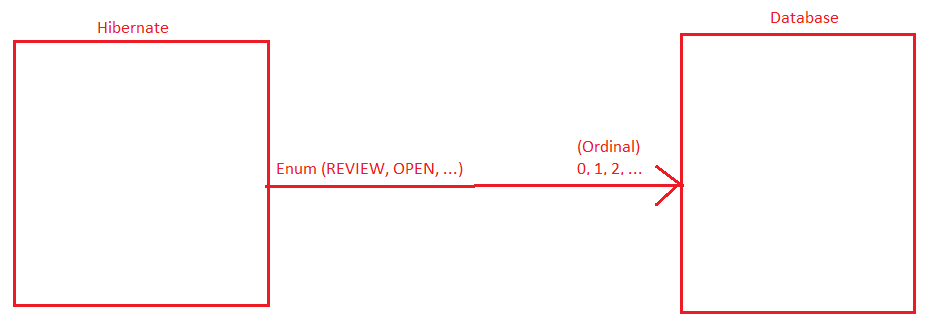 Hibernate
Database
(Ordinal)
Enum (REVIEW, OPEN, ...)
0, 1, 2, ...